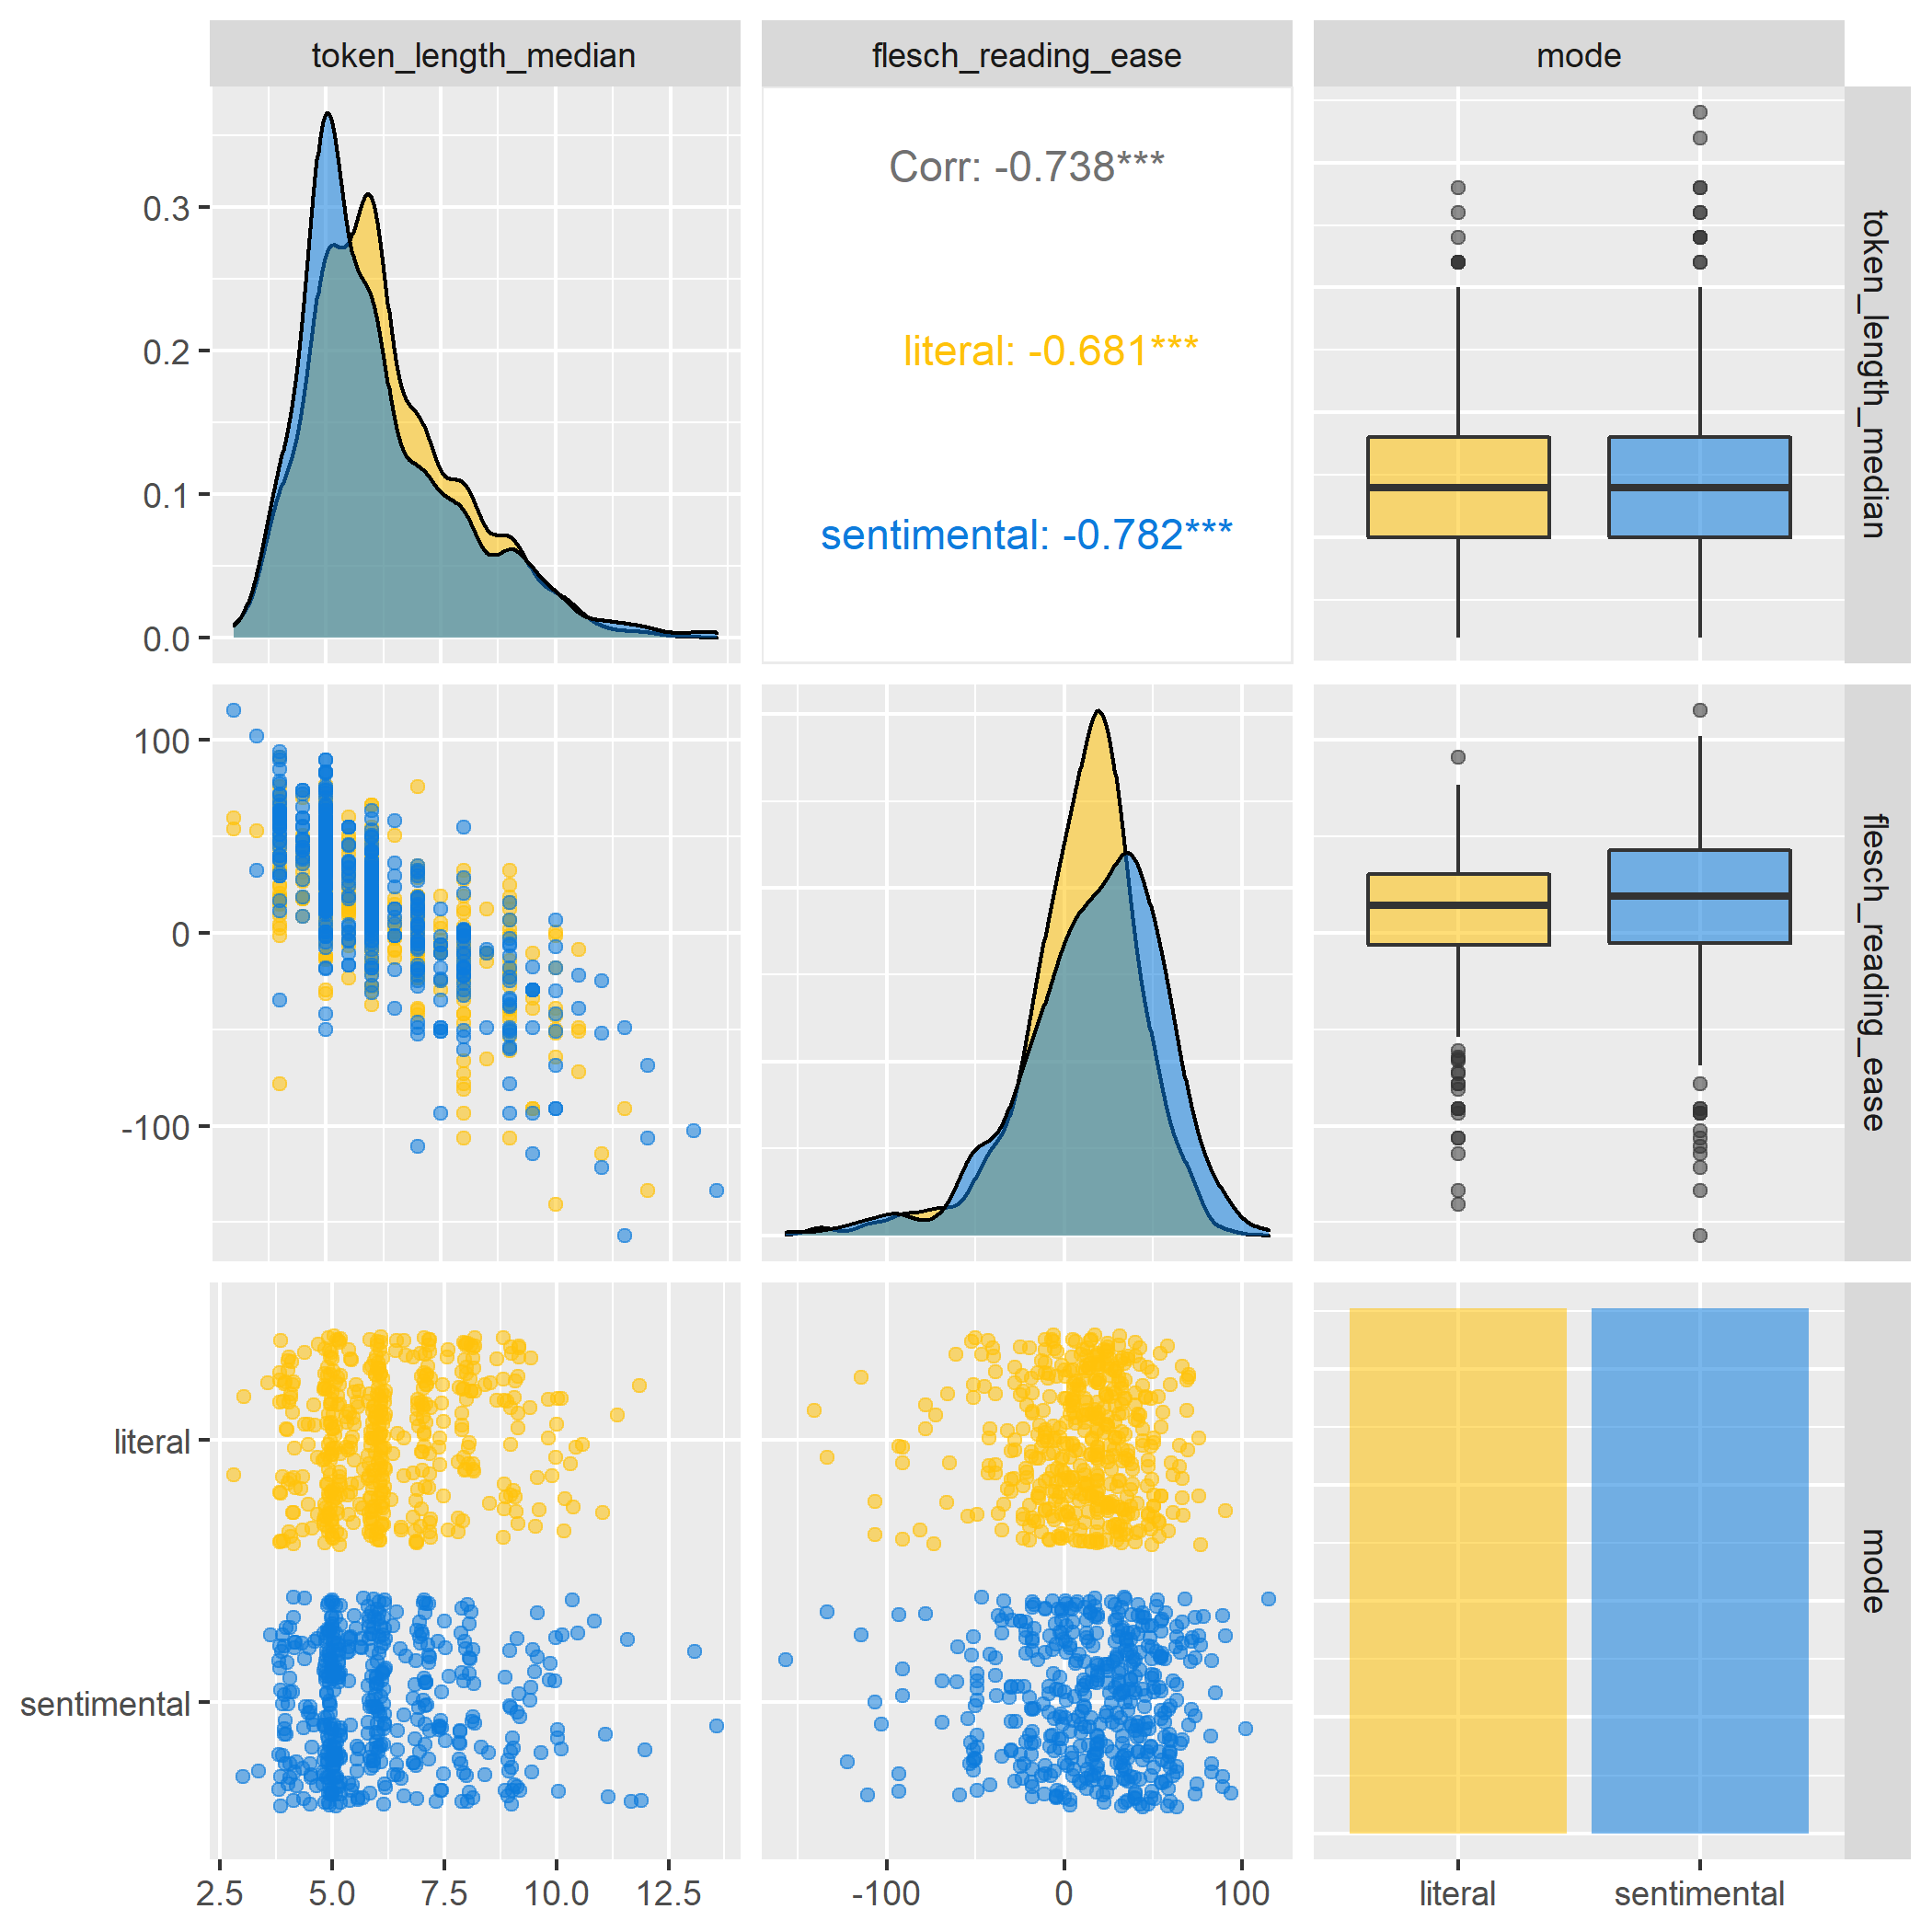 token_length_median
flesch_reading_ease
mode
0.3
0.2
0.1
0.0
Corr: -0.738***
literal: -0.681***
sentimental: -0.782***
token_length_median
100
0
-100
flesch_reading_ease
literal
sentimental
mode
2.5 5.0 7.5 10.0 12.5
-100 0 100
literal sentimental